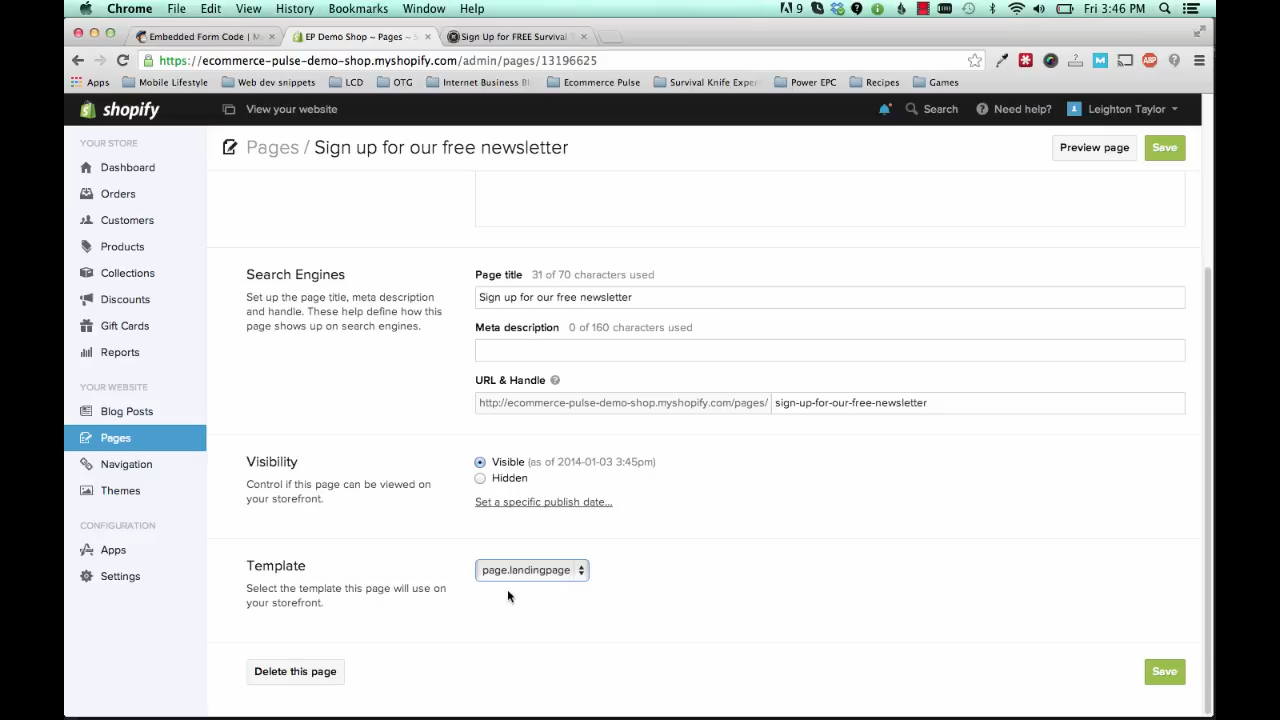 Chrome File Edit View History Bookmarks Window Help 9 Fri 3:46 PM
Embedded Form Code | EP Demo Shop ~ Pages ~ Sign Up for FREE Survival
https://ecommerce-pulse-demo-shop.myshopify.com/admin/pages/13196625
Apps Mobile Lifestyle Web dev snippets LCD OTG Internet Business Ecommerce Pulse Survival Knife Exper Power EPC Recipes Games
shopify View your website Search Need help? Leighton Taylor
YOUR STORE
Dashboard
Orders
Customers
Products
Collections
Discounts
Gift Cards
Reports
YOUR WEBSITE
Blog Posts
Pages
Navigation
Themes
CONFIGURATION
Apps
Settings
Pages / Sign up for our free newsletter Preview page Save
Search Engines
Set up the page title, meta description
and handle. These help define how this
page shows up on search engines.
Page title 31 of 70 characters used
Sign up for our free newsletter
Meta description 0 of 160 characters used
URL & Handle
http://ecommerce-pulse-demo-shop.myshopify.com/pages/ sign-up-for-our-free-newsletter
Visibility
Control if this page can be viewed on
your storefront.
Visible (as of 2014-01-03 3:45pm)
Hidden
Set a specific publish date...
Template
Select the template this page will use on
your storefront.
page.landingpage
Delete this page Save